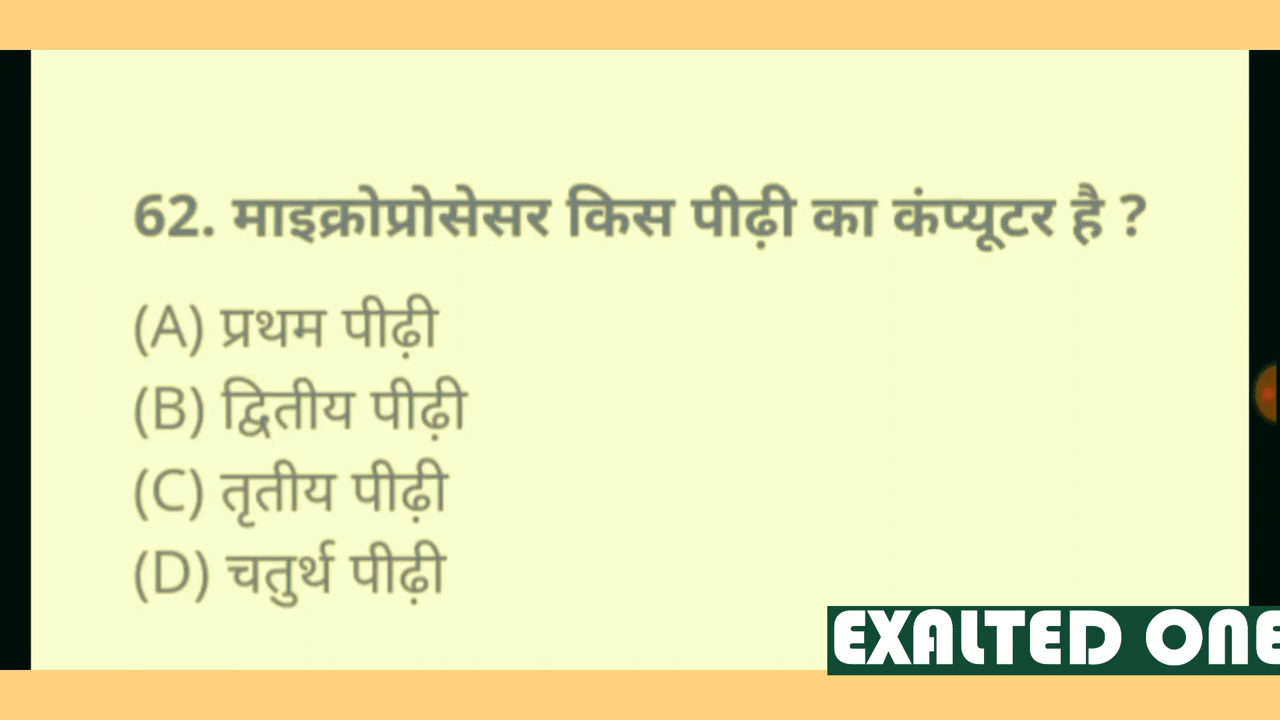 62. माइक्रोप्रोसेसर किस पीढ़ी का कंप्यूटर है ?
(A) प्रथम पीढ़ी
(B) द्वितीय पीढ़ी
(C) तृतीय पीढ़ी
(D) चतुर्थ पीढ़ी
EXALTED ONE